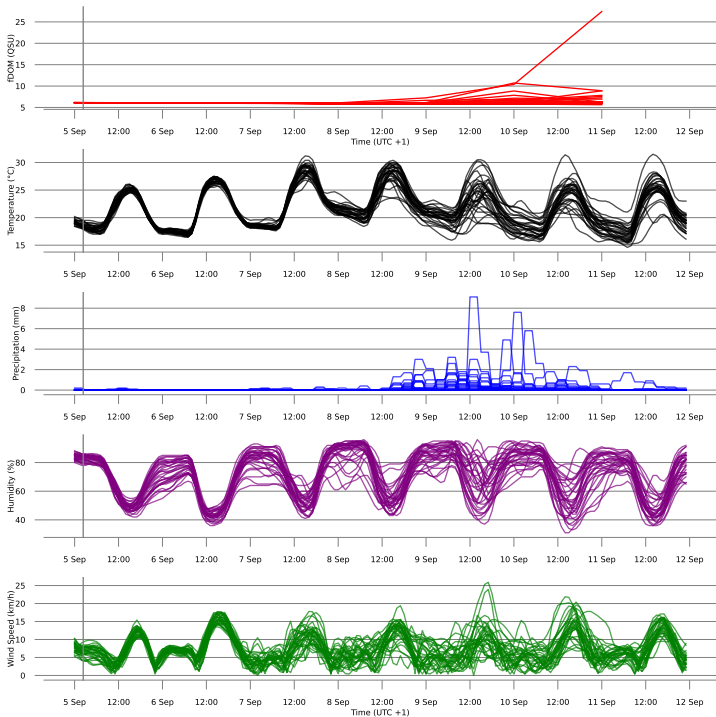 fDOM (QSU)
25
20
15
10
5
5 Sep 12:00 6 Sep 12:00 7 Sep 12:00 8 Sep 12:00 9 Sep 12:00 10 Sep 12:00 11 Sep 12:00 12 Sep
Time (UTC +1)
Temperature (°C)
30
25
20
15
5 Sep 12:00 6 Sep 12:00 7 Sep 12:00 8 Sep 12:00 9 Sep 12:00 10 Sep 12:00 11 Sep 12:00 12 Sep
Precipitation (mm)
8
6
4
2
0
5 Sep 12:00 6 Sep 12:00 7 Sep 12:00 8 Sep 12:00 9 Sep 12:00 10 Sep 12:00 11 Sep 12:00 12 Sep
Humidity (%)
80
60
40
5 Sep 12:00 6 Sep 12:00 7 Sep 12:00 8 Sep 12:00 9 Sep 12:00 10 Sep 12:00 11 Sep 12:00 12 Sep
Wind Speed (km/h)
25
20
15
10
5
0
5 Sep 12:00 6 Sep 12:00 7 Sep 12:00 8 Sep 12:00 9 Sep 12:00 10 Sep 12:00 11 Sep 12:00 12 Sep
Time (UTC +1)